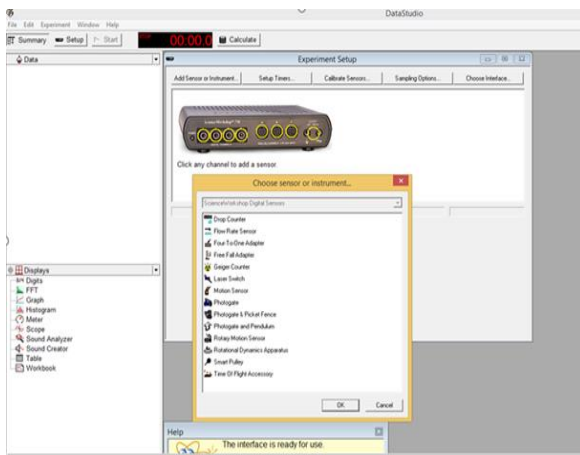 DataStudio
File Edit Experiment Window Help
Summary Setup Start 00:00.0 Calculate
Data
Experiment Setup
Add Sensor or Instrument... Setup Timers... Calibrate Sensors... Sampling Options... Choose Interface...
Click any channel to add a sensor.
Choose sensor or instrument...
ScienceWorkshop Digital Sensors
Drop Counter
Flow Rate Sensor
Four To One Adapter
Free Fall Adapter
Geiger Counter
Laser Switch
Motion Sensor
Photogate
Photogate & Picket Fence
Photogate and Pendulum
Rotary Motion Sensor
Rotational Dynamics Apparatus
Smart Pulley
Time Of Flight Accessory
OK Cancel
Displays
Digits
FFT
Graph
Histogram
Meter
Scope
Sound Analyzer
Sound Creator
Table
Workbook
Help
The interface is ready for use.